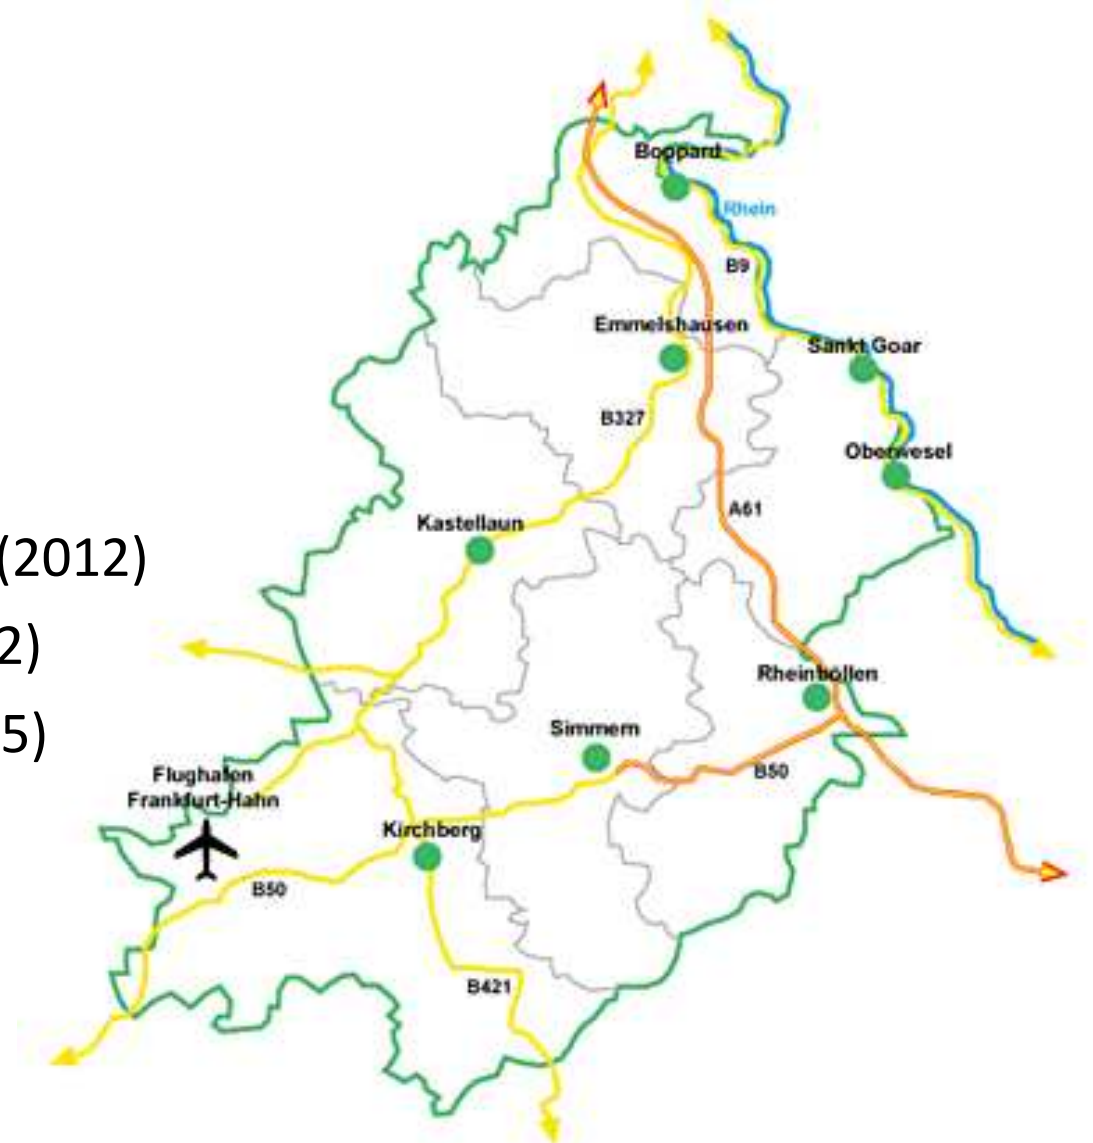 Boppard
Rhein
B9
Emmelshausen
Sankt Goar
B327
Oberwesel
A61
Kastellaun
(2012)
2)
Rheinböllen
5)
Simmern
B50
Flughafen
Frankfurt-Hahn
Kirchberg
B50
B421